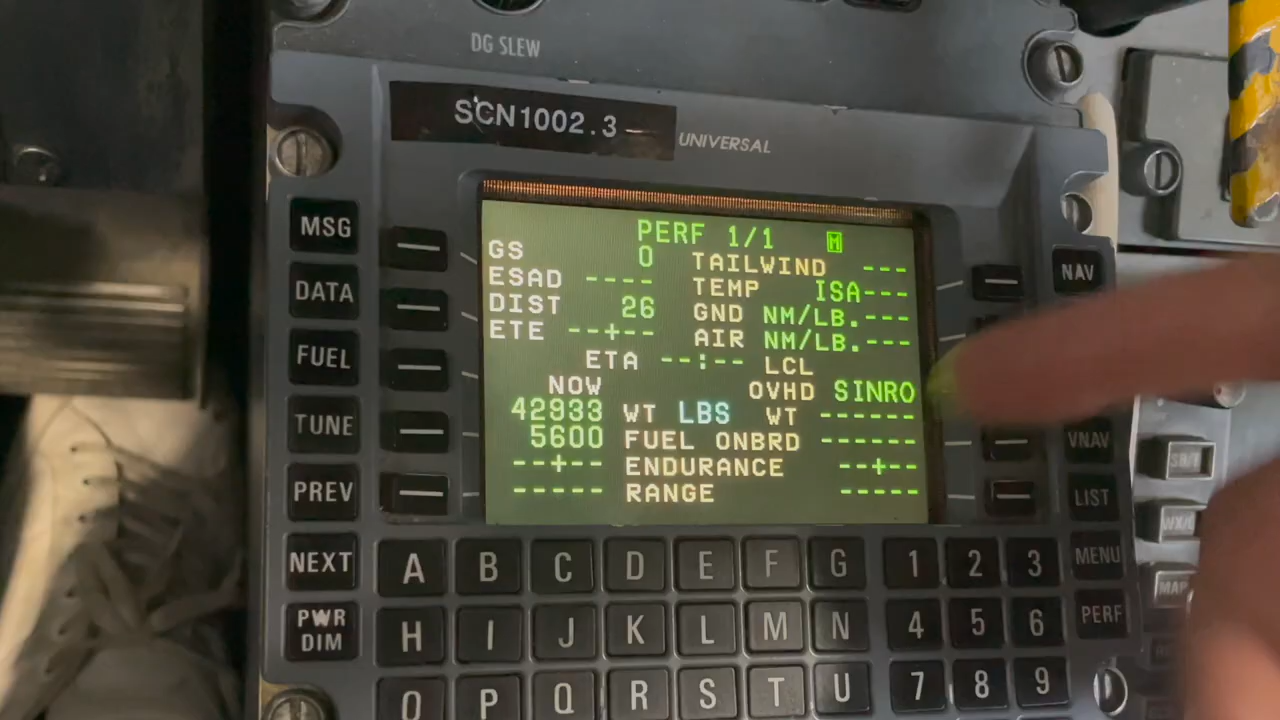 DG SLEW
SCN1002.3
UNIVERSAL
PERF 1/1 M
GS 0 TAILWIND ---
ESAD ---- TEMP ISA---
DIST 26 GND NM/LB.---
ETE --+-- AIR NM/LB.---
ETA --:-- LCL
NOW OVHD SINRO
42933 WT LBS WT ------
5600 FUEL ONBRD ------
--+-- ENDURANCE --+--
----- RANGE -----
MSG
DATA
FUEL
TUNE
PREV
NEXT
PWR
DIM
NAV
VNAV
LIST
MENU
PERF
A B C D E F G 1 2 3
H I J K L M N 4 5 6
O P Q R S T U 7 8 9
SBY
MAP